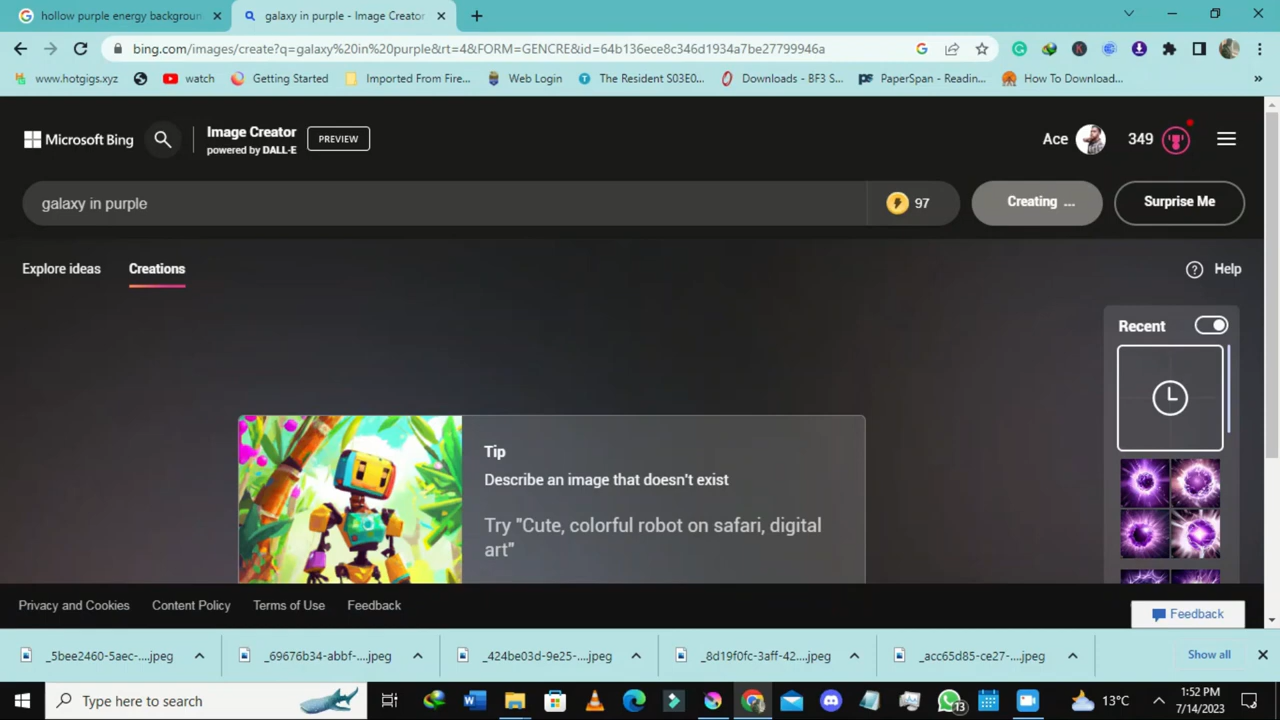 hollow purple energy backgroun
galaxy in purple - Image Creator
bing.com/images/create?q=galaxy%20in%20purple&rt=4&FORM=GENCRE&id=64b136ece8c346d1934a7be27799946a
www.hotgigs.xyz
watch
Getting Started
Imported From Fire...
Web Login
The Resident S03E0...
Downloads - BF3 S...
PaperSpan - Readin...
How To Download...
Microsoft Bing
Image Creator
powered by DALL-E
PREVIEW
Ace
349
galaxy in purple
97
Creating ...
Surprise Me
Explore ideas
Creations
Help
Recent
Tip
Describe an image that doesn't exist
Try "Cute, colorful robot on safari, digital
art"
Privacy and Cookies
Content Policy
Terms of Use
Feedback
Feedback
_5bee2460-5aec-....jpeg
_69676b34-abbf-....jpeg
_424be03d-9e25-....jpeg
_8d19f0fc-3aff-42....jpeg
_acc65d85-ce27-....jpeg
Show all
Type here to search
13
13°C
1:52 PM
7/14/2023